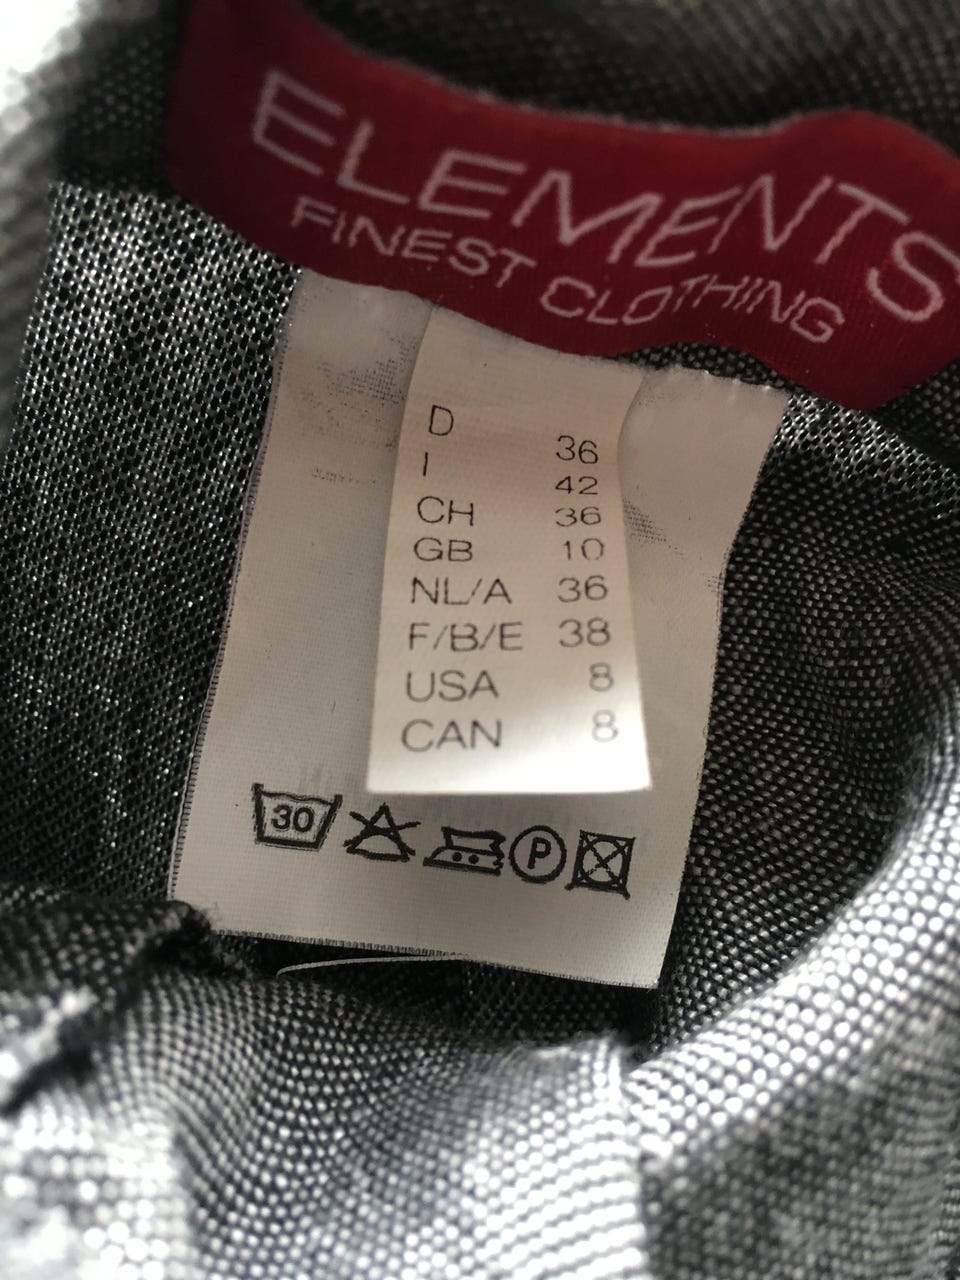 ELEMENTS
FINEST CLOTHING
D 36
I 42
CH 36
GB 10
NL/A 36
F/B/E 38
USA 8
CAN 8
30 P